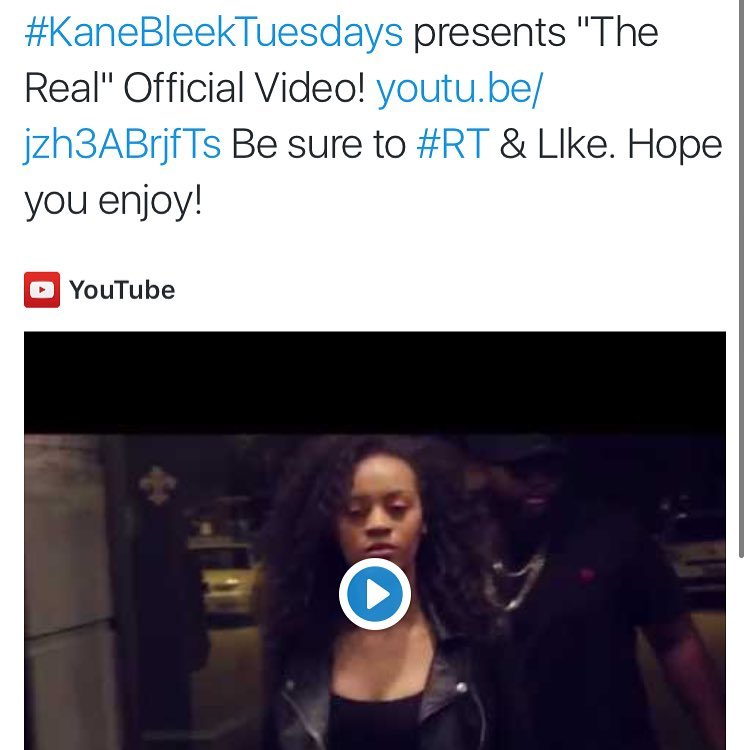 #KaneBleekTuesdays presents "The
Real" Official Video! youtu.be/
jzh3ABrjfTs Be sure to #RT & LIke. Hope
you enjoy!
YouTube